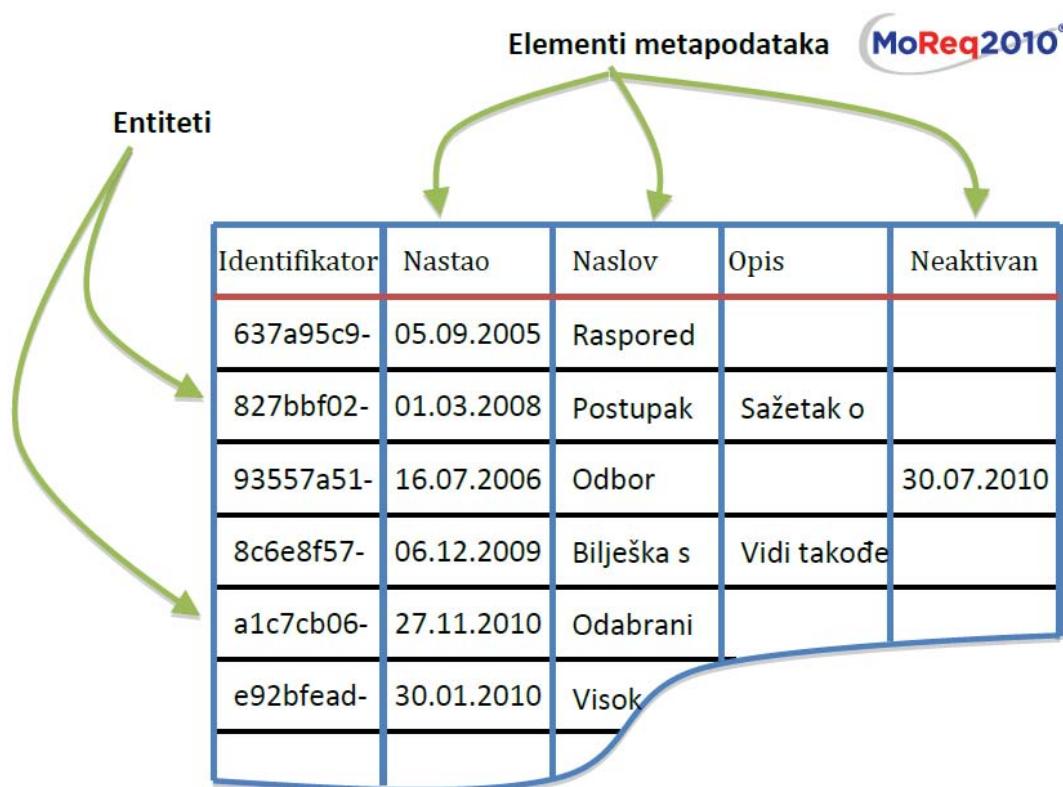 Elementi metapodataka
MoReq2010®
Entiteti
Identifikator Nastao Naslov Opis Neaktivan
637a95c9- 05.09.2005 Raspored
827bbf02- 01.03.2008 Postupak Sažetak o
93557a51- 16.07.2006 Odbor 30.07.2010
8c6e8f57- 06.12.2009 Bilješka s Vidi takođe
a1c7cb06- 27.11.2010 Odabrani
e92bfead- 30.01.2010 Visok